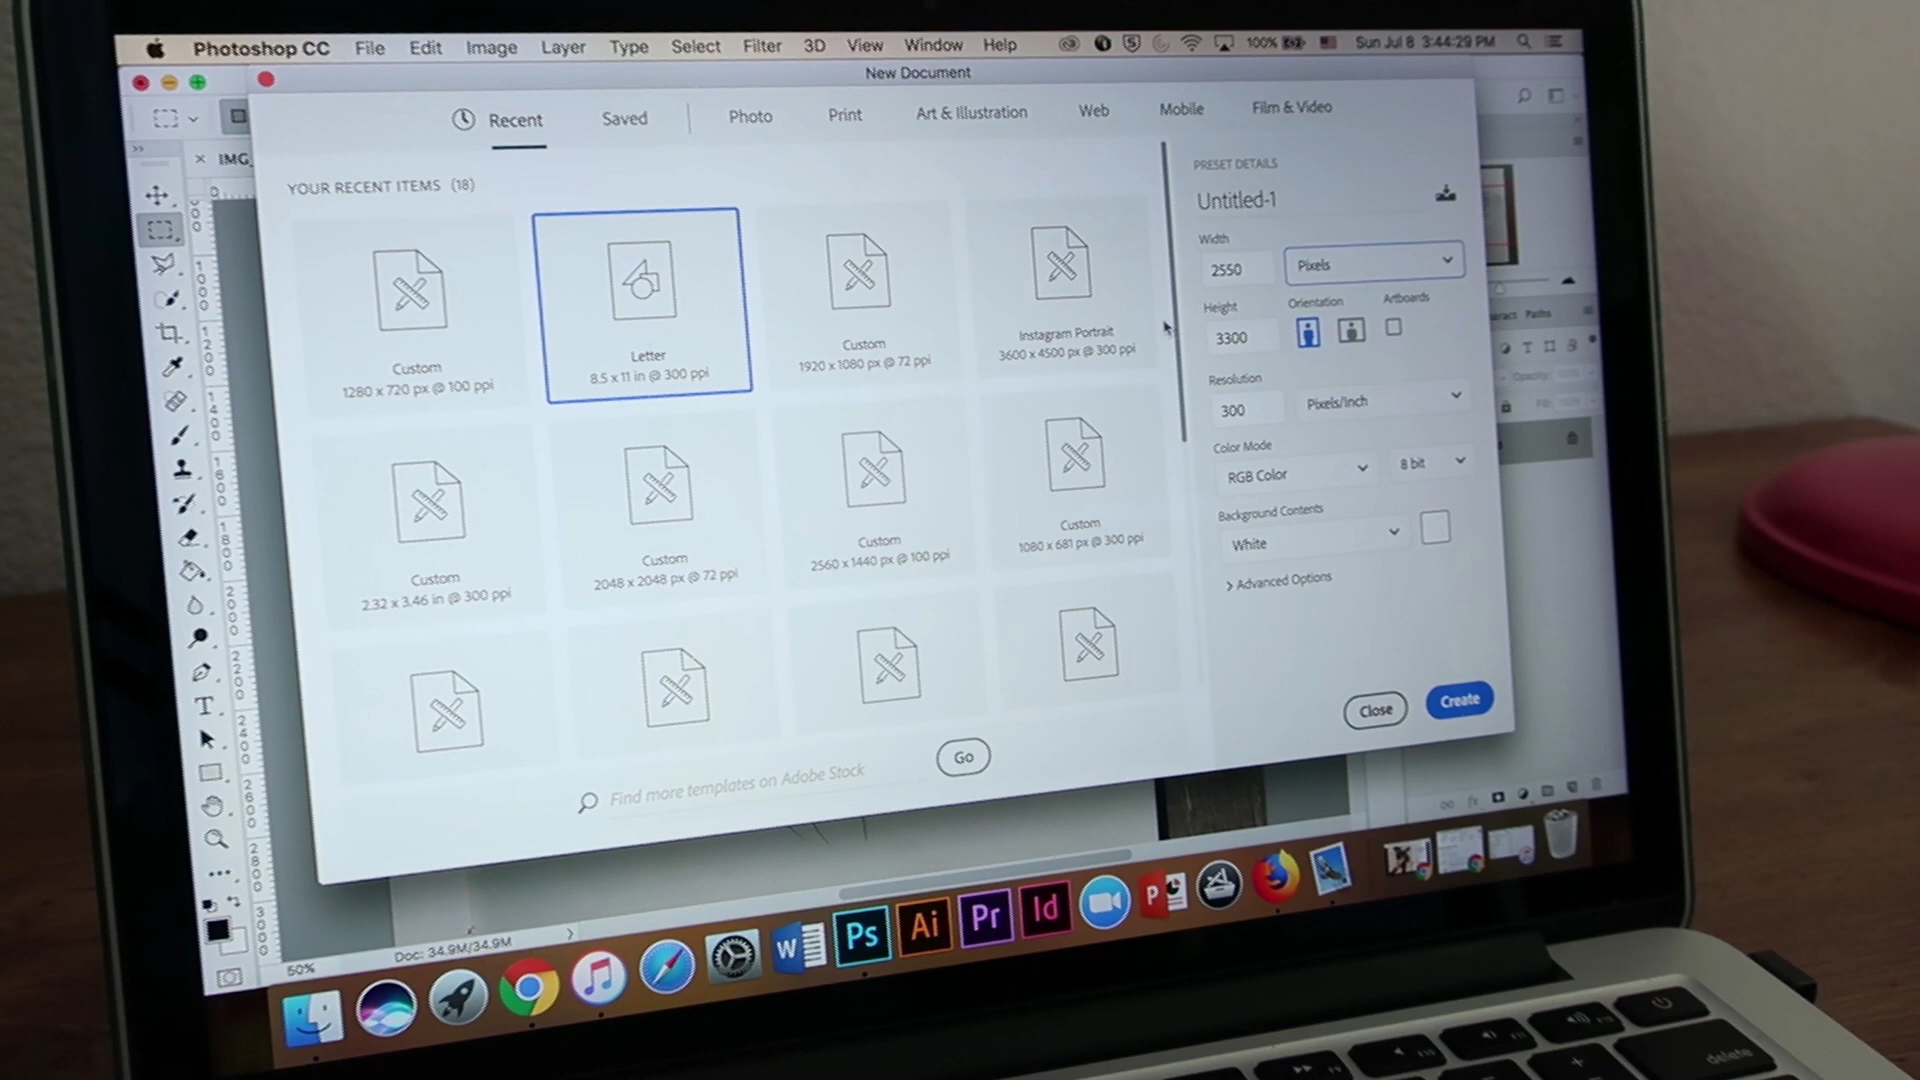 Photoshop CC File Edit Image Layer Type Select Filter 3D View Window Help 100% Sun Jul 8 3:44:29 PM
New Document
Recent Saved Photo Print Art & Illustration Web Mobile Film & Video
IMG_
YOUR RECENT ITEMS (18)
Custom
1280 x 720 px @ 100 ppi
Letter
8.5 x 11 in @ 300 ppi
Custom
1920 x 1080 px @ 72 ppi
Instagram Portrait
3600 x 4500 px @ 300 ppi
Custom
2.32 x 3.46 in @ 300 ppi
Custom
2048 x 2048 px @ 72 ppi
Custom
2560 x 1440 px @ 100 ppi
Custom
1080 x 681 px @ 300 ppi
Find more templates on Adobe Stock
Go
PRESET DETAILS
Untitled-1
Width
2550 Pixels
Height Orientation Artboards
3300
Resolution
300 Pixels/Inch
Color Mode
RGB Color 8 bit
Background Contents
White
Advanced Options
Close Create
Paths
Opacity:
Fill:
50% Doc: 34.9M/34.9M
W Ps Ai Pr Id P
delete